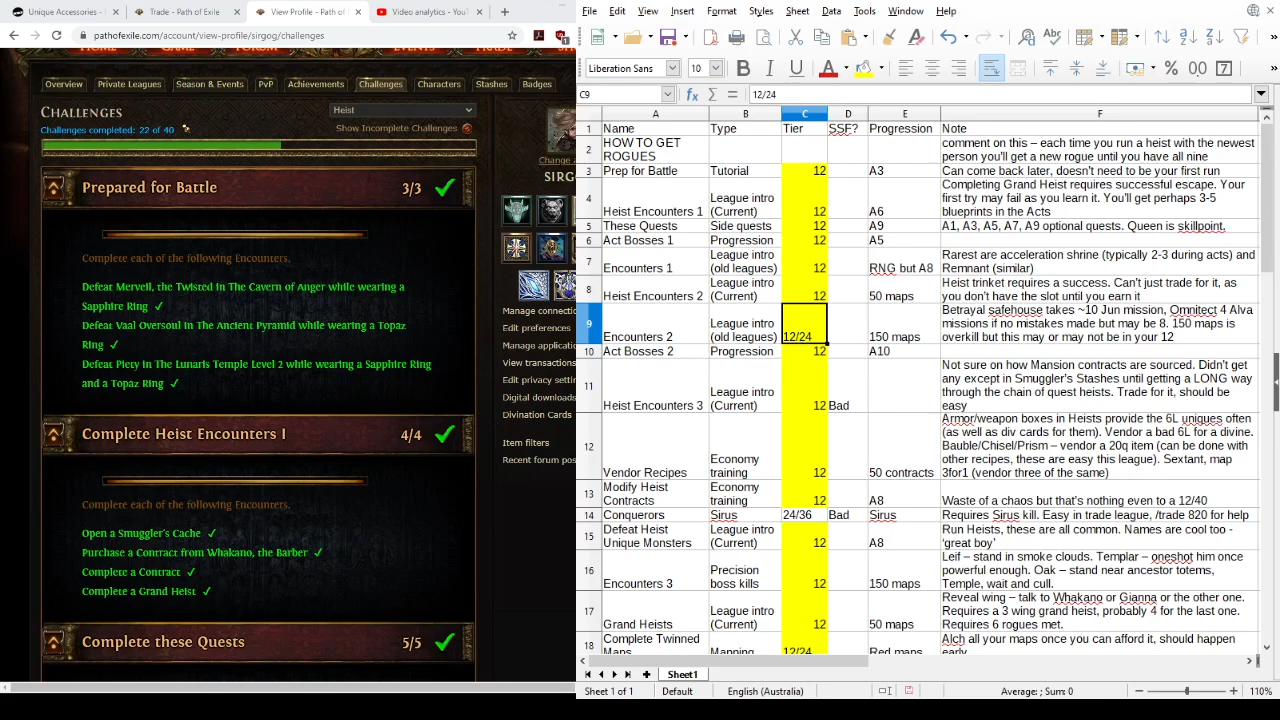 Unique Accessories -
Trade - Path of Exile
View Profile - Path of
Video analytics - You
pathofexile.com/account/view-profile/sirgog/challenges
HOME GAME FORUM EVENTS TRADE
Overview Private Leagues Season & Events PvP Achievements Challenges Characters Stashes Badges
CHALLENGES
Heist
Challenges completed: 22 of 40
Show Incomplete Challenges
Change
SIRG
Prepared for Battle 3/3
Complete each of the following Encounters.
Defeat Merveil, the Twisted in The Cavern of Anger while wearing a
Sapphire Ring
Defeat Vaal Oversoul in The Ancient Pyramid while wearing a Topaz
Ring
Defeat Piety in The Lunaris Temple Level 2 while wearing a Sapphire Ring
and a Topaz Ring
Complete Heist Encounters I 4/4
Complete each of the following Encounters.
Open a Smuggler's Cache
Purchase a Contract from Whakano, the Barber
Complete a Contract
Complete a Grand Heist
Complete these Quests 5/5
Manage connectio
Edit preferences
Manage applicatio
View transactions
Edit privacy settin
Digital downloads
Divination Cards
Item filters
Recent forum pos
File Edit View Insert Format Styles Sheet Data Tools Window Help
Liberation Sans 10
C9 12/24
A B C D E F
1 Name Type Tier SSF? Progression Note
2 HOW TO GET
ROGUES
comment on this – each time you run a heist with the newest
person you'll get a new rogue until you have all nine
3 Prep for Battle Tutorial 12 A3 Can come back later, doesn't need to be your first run
4 Heist Encounters 1
League intro
(Current)
12 A6
Completing Grand Heist requires successful escape. Your
first try may fail as you learn it. You'll get perhaps 3-5
blueprints in the Acts
5 These Quests Side quests 12 A9 A1, A3, A5, A7, A9 optional quests. Queen is skillpoint.
6 Act Bosses 1 Progression 12 A5
7 Encounters 1
League intro
(old leagues)
12 RNG but A8
Rarest are acceleration shrine (typically 2-3 during acts) and
Remnant (similar)
8 Heist Encounters 2
League intro
(Current)
12 50 maps
Heist trinket requires a success. Can't just trade for it, as
you don't have the slot until you earn it
9 Encounters 2
League intro
(old leagues)
12/24 150 maps
Betrayal safehouse takes ~10 Jun mission, Omnitect 4 Alva
missions if no mistakes made but may be 8. 150 maps is
overkill but this may or may not be in your 12
10 Act Bosses 2 Progression 12 A10
11 Heist Encounters 3
League intro
(Current)
12 Bad
Not sure on how Mansion contracts are sourced. Didn't get
any except in Smuggler's Stashes until getting a LONG way
through the chain of quest heists. Trade for it, should be
easy
12 Vendor Recipes
Economy
training
12 50 contracts
Armor/weapon boxes in Heists provide the 6L uniques often
(as well as div cards for them). Vendor a bad 6L for a divine.
Bauble/Chisel/Prism – vendor a 20q item (can be done with
other recipes, these are easy this league). Sextant, map
3for1 (vendor three of the same)
13 Modify Heist
Contracts
Economy
training
12 A8 Waste of a chaos but that's nothing even to a 12/40
14 Conquerors Sirus 24/36 Bad Sirus Requires Sirus kill. Easy in trade league, /trade 820 for help
15 Defeat Heist
Unique Monsters
League intro
(Current)
12 A8
Run Heists, these are all common. Names are cool too -
'great boy'
16 Encounters 3
Precision
boss kills
12 150 maps
Leif – stand in smoke clouds. Templar – oneshot him once
powerful enough. Oak – stand near ancestor totems,
Temple, wait and cull.
17 Grand Heists
League intro
(Current)
12 50 maps
Reveal wing – talk to Whakano or Gianna or the other one.
Requires a 3 wing grand heist, probably 4 for the last one.
Requires 6 rogues met.
18 Complete Twinned
Maps Mapping 12/24 Red maps
Alch all your maps once you can afford it, should happen
early
Sheet1
Sheet 1 of 1 Default English (Australia) Average: ; Sum: 0 110%